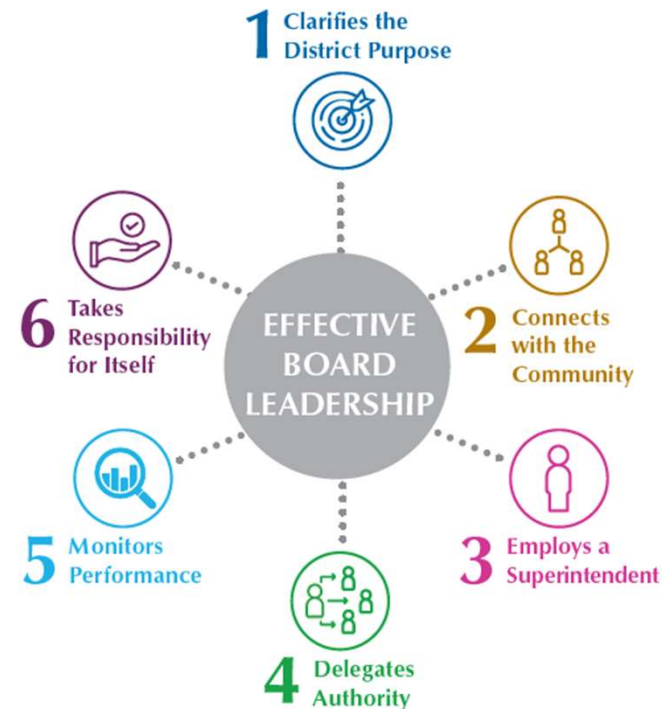 1 Clarifies the
District Purpose
EFFECTIVE
BOARD
LEADERSHIP
2 Connects
with the
Community
3 Employs a
Superintendent
4 Delegates
Authority
5 Monitors
Performance
6 Takes
Responsibility
for Itself